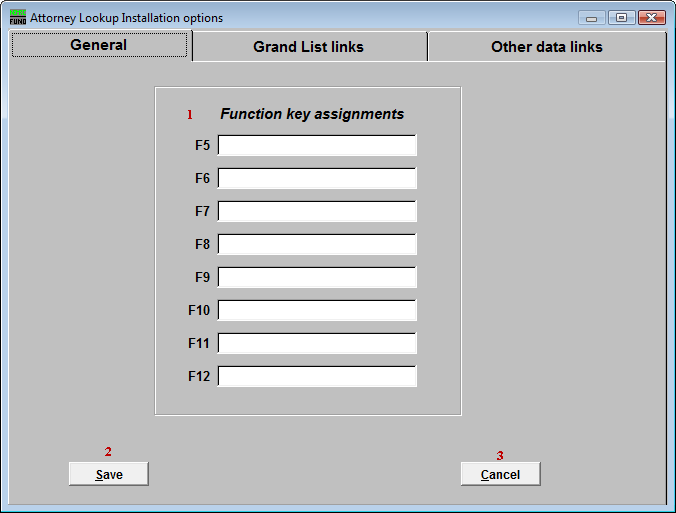 FUND
Attorney Lookup Installation options
General
Grand List links
Other data links
1 Function key assignments
F5
F6
F7
F8
F9
F10
F11
F12
2
3
Save
Cancel